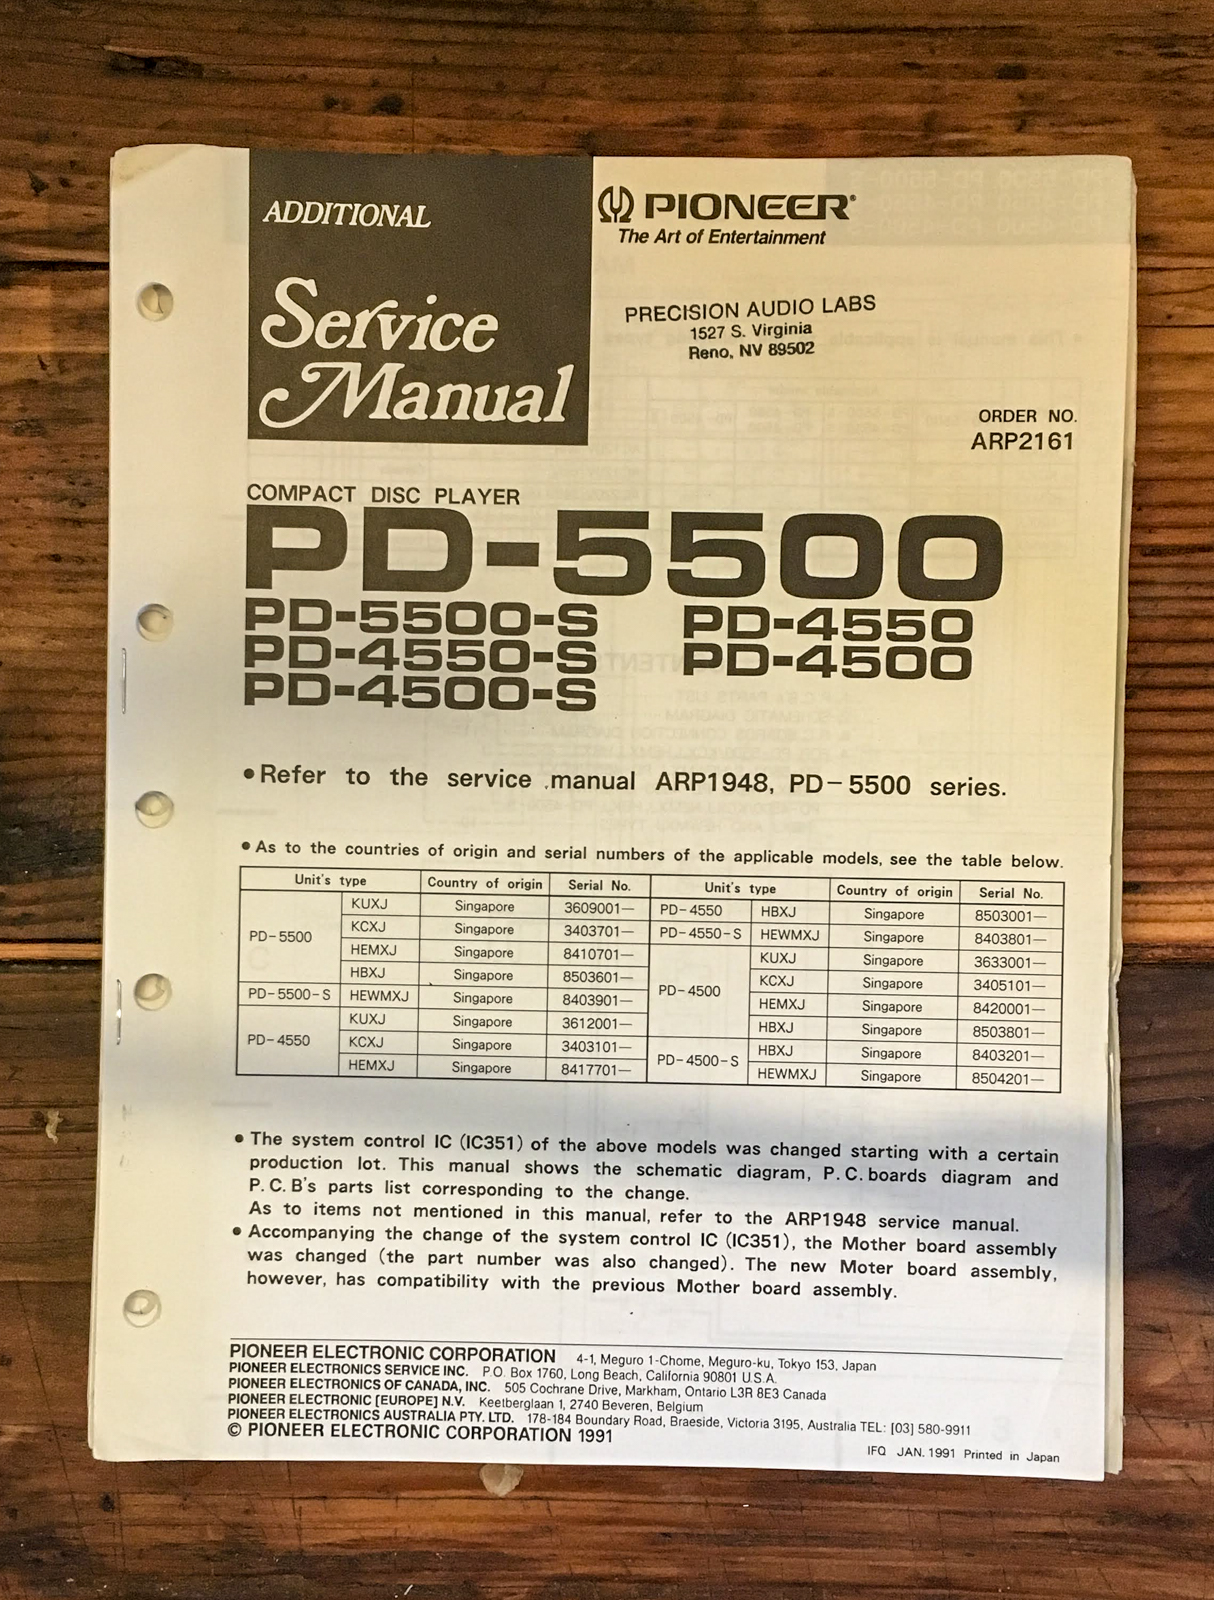 ADDITIONAL
Service
Manual
PIONEER®
The Art of Entertainment
PRECISION AUDIO LABS
1527 S. Virginia
Reno, NV 89502
ORDER NO.
ARP2161
COMPACT DISC PLAYER
PD-5500
PD-5500-S PD-4550
PD-4550-S PD-4500
PD-4500-S
•Refer to the service manual ARP1948, PD-5500 series.
•As to the countries of origin and serial numbers of the applicable models, see the table below.
Unit's type Country of origin Serial No. Unit's type Country of origin Serial No.
PD-5500 KUXJ Singapore 3609001— PD-4550 HBXJ Singapore 8503001—
KCXJ Singapore 3403701— PD-4550-S HEWMXJ Singapore 8403801—
HEMXJ Singapore 8410701— PD-4500 KUXJ Singapore 3633001—
HBXJ Singapore 8503601— KCXJ Singapore 3405101—
PD-5500-S HEWMXJ Singapore 8403901— HEMXJ Singapore 8420001—
PD-4550 KUXJ Singapore 3612001— HBXJ Singapore 8503801—
KCXJ Singapore 3403101— PD-4500-S HBXJ Singapore 8403201—
HEMXJ Singapore 8417701— HEWMXJ Singapore 8504201—
• The system control IC (IC351) of the above models was changed starting with a certain
production lot. This manual shows the schematic diagram, P.C. boards diagram and
P.C.B's parts list corresponding to the change.
As to items not mentioned in this manual, refer to the ARP1948 service manual.
• Accompanying the change of the system control IC (IC351), the Mother board assembly
was changed (the part number was also changed). The new Moter board assembly,
however, has compatibility with the previous Mother board assembly.
PIONEER ELECTRONIC CORPORATION 4-1, Meguro 1-Chome, Meguro-ku, Tokyo 153, Japan
PIONEER ELECTRONICS SERVICE INC. P.O. Box 1760, Long Beach, California 90801 U.S.A.
PIONEER ELECTRONICS OF CANADA, INC. 505 Cochrane Drive, Markham, Ontario L3R 8E3 Canada
PIONEER ELECTRONIC [EUROPE] N.V. Keetberglaan 1, 2740 Beveren, Belgium
PIONEER ELECTRONICS AUSTRALIA PTY. LTD. 178-184 Boundary Road, Braeside, Victoria 3195, Australia TEL: [03] 580-9911
© PIONEER ELECTRONIC CORPORATION 1991
IFQ JAN. 1991 Printed in Japan